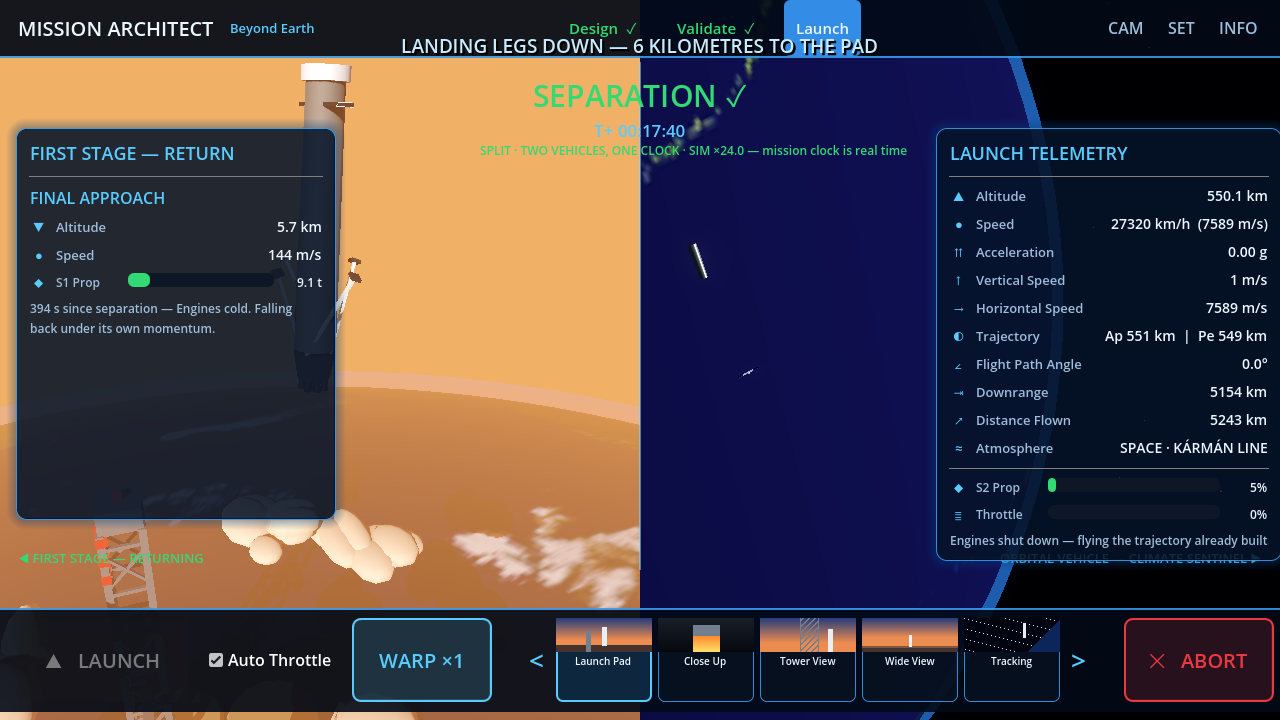 MISSION ARCHITECT
Beyond Earth
Design ✓
Validate ✓
Launch
CAM
SET
INFO
LANDING LEGS DOWN — 6 KILOMETRES TO THE PAD
SEPARATION ✓
T+ 00:17:40
SPLIT · TWO VEHICLES, ONE CLOCK · SIM ×24.0 — mission clock is real time
FIRST STAGE — RETURN
FINAL APPROACH
Altitude 5.7 km
Speed 144 m/s
S1 Prop 9.1 t
394 s since separation — Engines cold. Falling
back under its own momentum.
LAUNCH TELEMETRY
Altitude 550.1 km
Speed 27320 km/h (7589 m/s)
Acceleration 0.00 g
Vertical Speed 1 m/s
Horizontal Speed 7589 m/s
Trajectory Ap 551 km | Pe 549 km
Flight Path Angle 0.0°
Downrange 5154 km
Distance Flown 5243 km
Atmosphere SPACE · KÁRMÁN LINE
S2 Prop 5%
Throttle 0%
Engines shut down — flying the trajectory already built
◀ FIRST STAGE — RETURNING
ORBITAL VEHICLE — CLIMATE SENTINEL ▶
▲ LAUNCH
Auto Throttle
WARP ×1
<
Launch Pad
Close Up
Tower View
Wide View
Tracking
>
ABORT